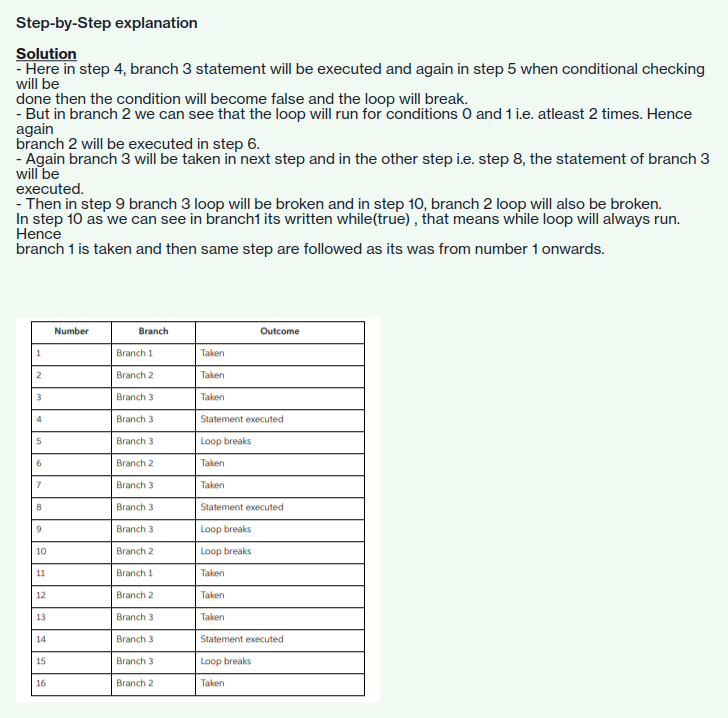 Step-by-Step explanation
Solution
- Here in step 4, branch 3 statement will be executed and again in step 5 when conditional checking
will be
done then the condition will become false and the loop will break.
- But in branch 2 we can see that the loop will run for conditions 0 and 1 i.e. atleast 2 times. Hence
again
branch 2 will be executed in step 6.
- Again branch 3 will be taken in next step and in the other step i.e. step 8, the statement of branch 3
will be
executed.
- Then in step 9 branch 3 loop will be broken and in step 10, branch 2 loop will also be broken.
In step 10 as we can see in branch1 its written while(true) , that means while loop will always run.
Hence
branch 1 is taken and then same step are followed as its was from number 1 onwards.
Number Branch Outcome
1 Branch 1 Taken
2 Branch 2 Taken
3 Branch 3 Taken
4 Branch 3 Statement executed
5 Branch 3 Loop breaks
6 Branch 2 Taken
7 Branch 3 Taken
8 Branch 3 Statement executed
9 Branch 3 Loop breaks
10 Branch 2 Loop breaks
11 Branch 1 Taken
12 Branch 2 Taken
13 Branch 3 Taken
14 Branch 3 Statement executed
15 Branch 3 Loop breaks
16 Branch 2 Taken